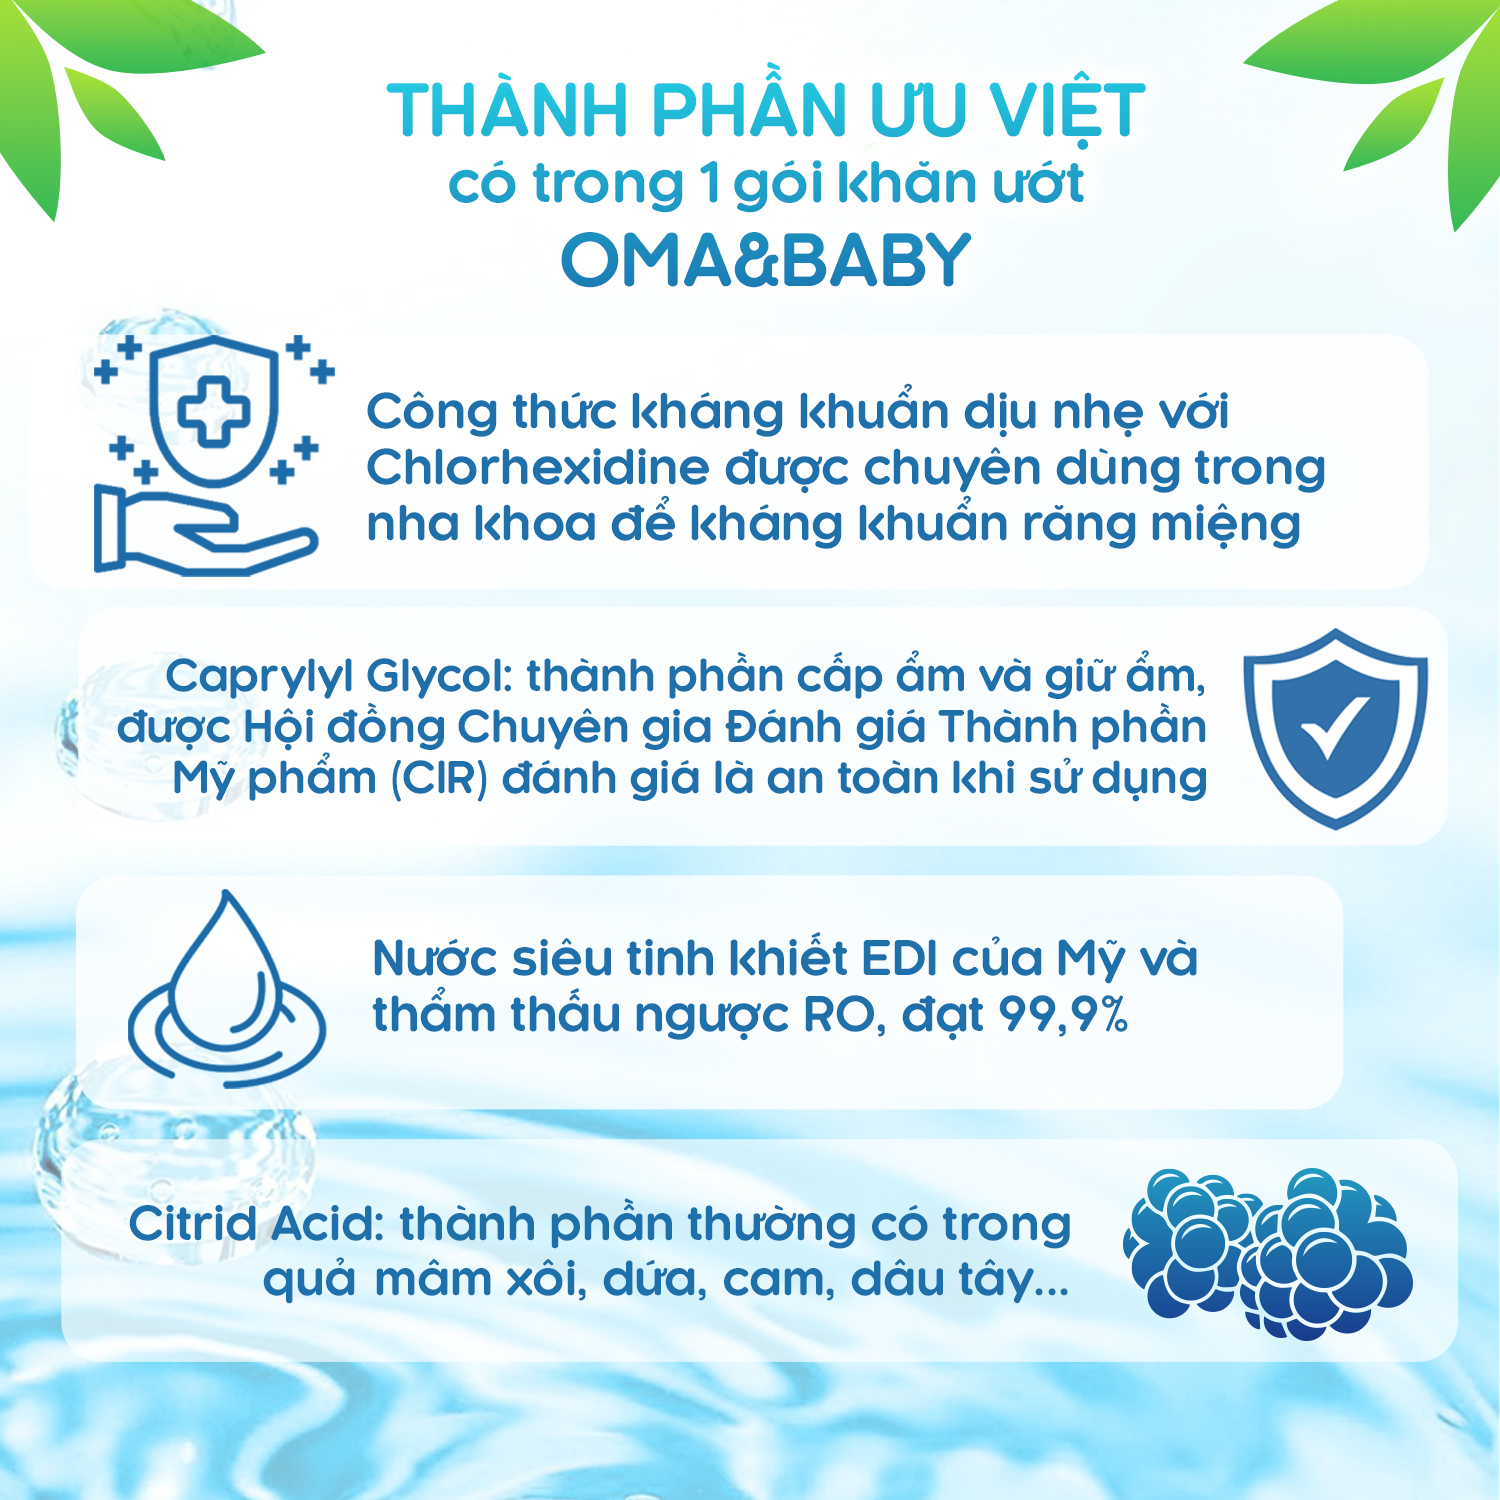 THÀNH PHẦN ƯU VIỆT
có trong 1 gói khăn ướt
OMA&BABY
Công thức kháng khuẩn dịu nhẹ với
Chlorhexidine được chuyên dùng trong
nha khoa để kháng khuẩn răng miệng
Caprylyl Glycol: thành phần cấp ẩm và giữ ẩm,
được Hội đồng Chuyên gia Đánh giá Thành phần
Mỹ phẩm (CIR) đánh giá là an toàn khi sử dụng
Nước siêu tinh khiết EDI của Mỹ và
thẩm thấu ngược RO, đạt 99,9%
Citrid Acid: thành phần thường có trong
quả mâm xôi, dứa, cam, dâu tây...